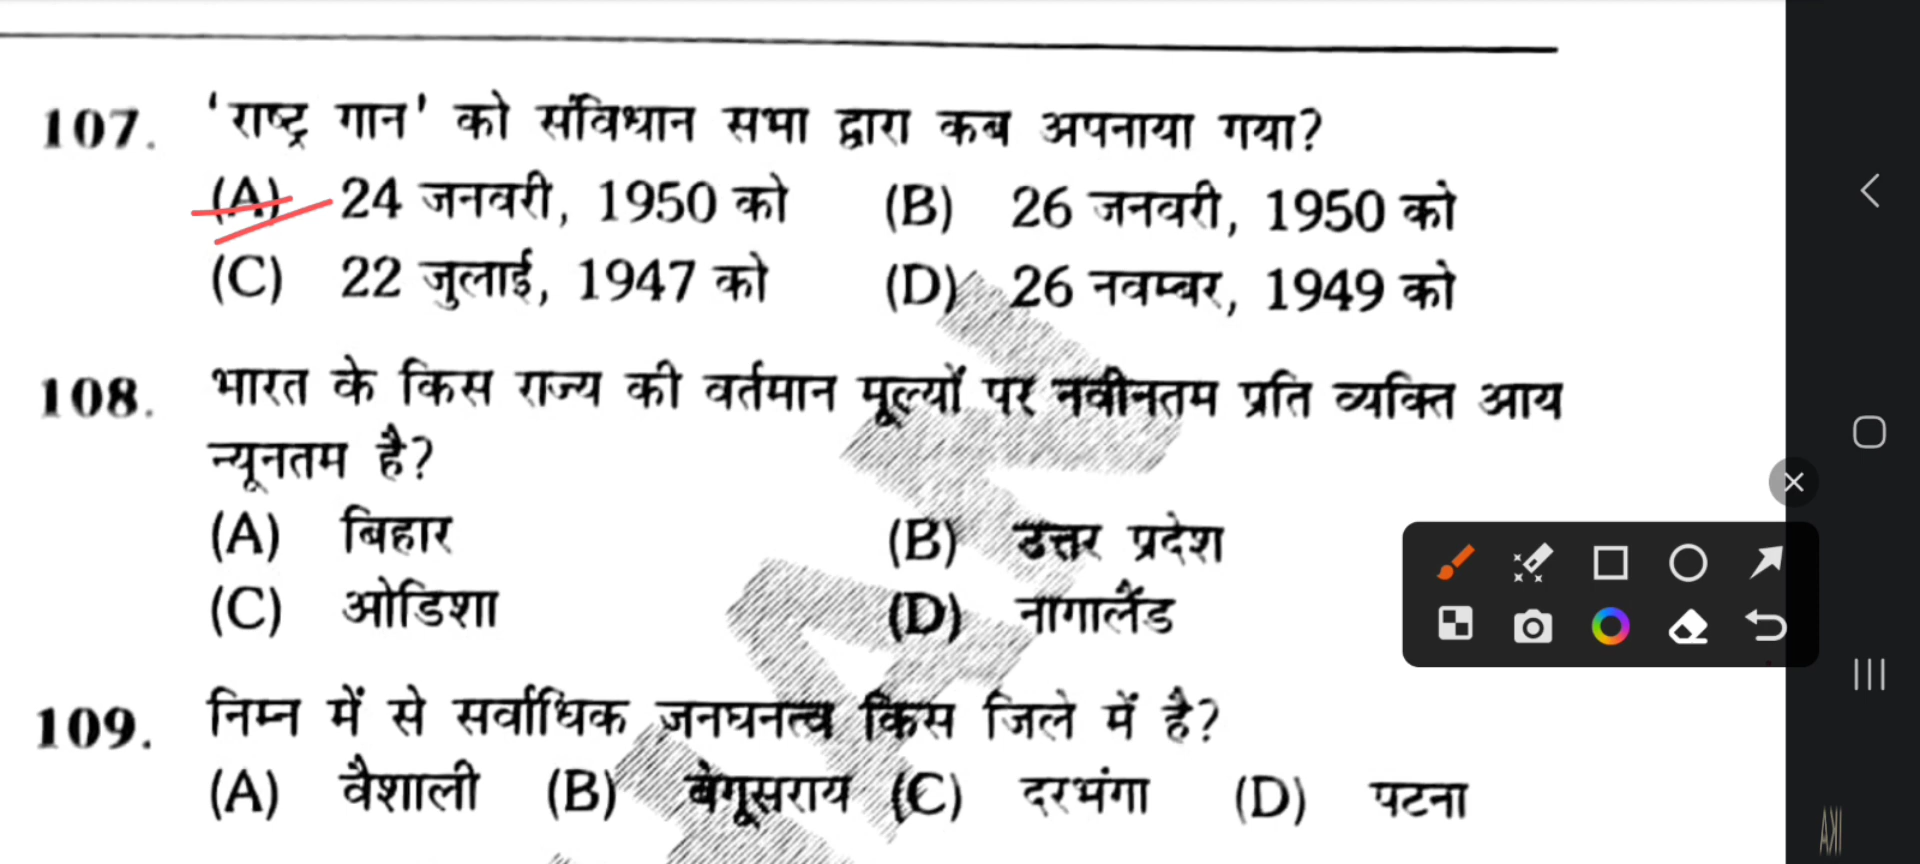 107. 'राष्ट्र गान' को संविधान सभा द्वारा कब अपनाया गया?
(A) 24 जनवरी, 1950 को (B) 26 जनवरी, 1950 को
(C) 22 जुलाई, 1947 को (D) 26 नवम्बर, 1949 को
108. भारत के किस राज्य की वर्तमान मूल्यों पर नवीनतम प्रति व्यक्ति आय
न्यूनतम है?
(A) बिहार (B) उत्तर प्रदेश
(C) ओडिशा (D) नागालैंड
109. निम्न में से सर्वाधिक जनघनत्व किस जिले में है?
(A) वैशाली (B) बेगूसराय (C) दरभंगा (D) पटना